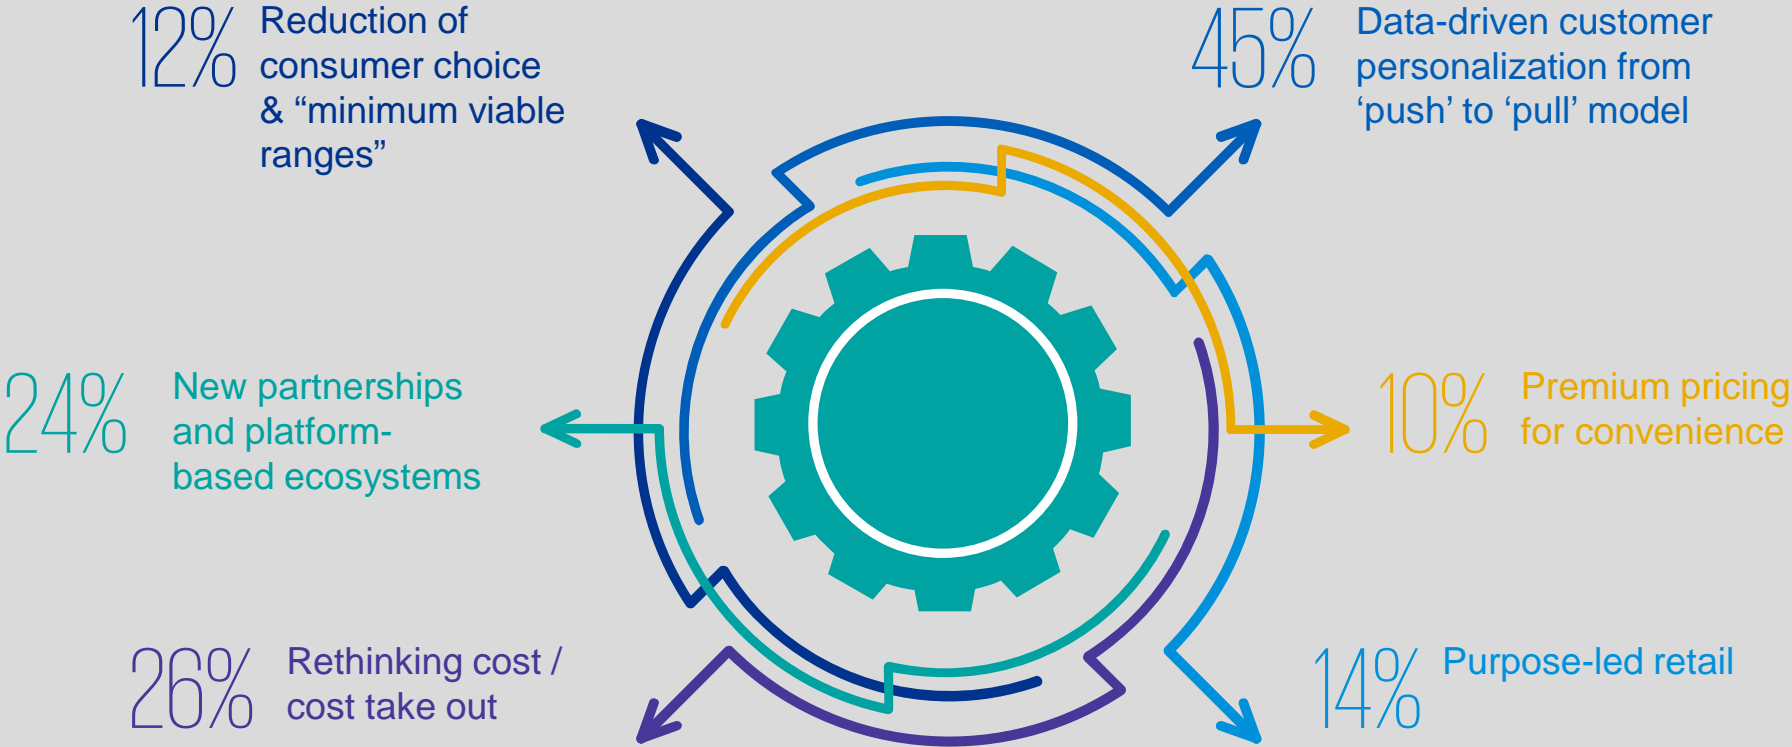 12%
Reduction of
consumer choice
& “minimum viable
ranges”
45%
Data-driven customer
personalization from
‘push’ to ‘pull’ model
24%
New partnerships
and platform-
based ecosystems
10%
Premium pricing
for convenience
26%
Rethinking cost /
cost take out
14%
Purpose-led retail